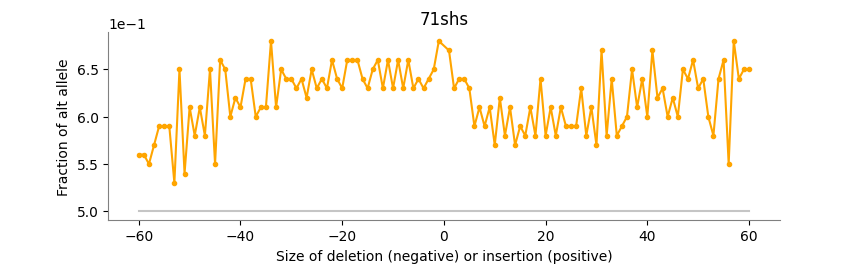 71shs
1e−1
6.5
6.0
5.5
5.0
Fraction of alt allele
−60 −40 −20 0 20 40 60
Size of deletion (negative) or insertion (positive)